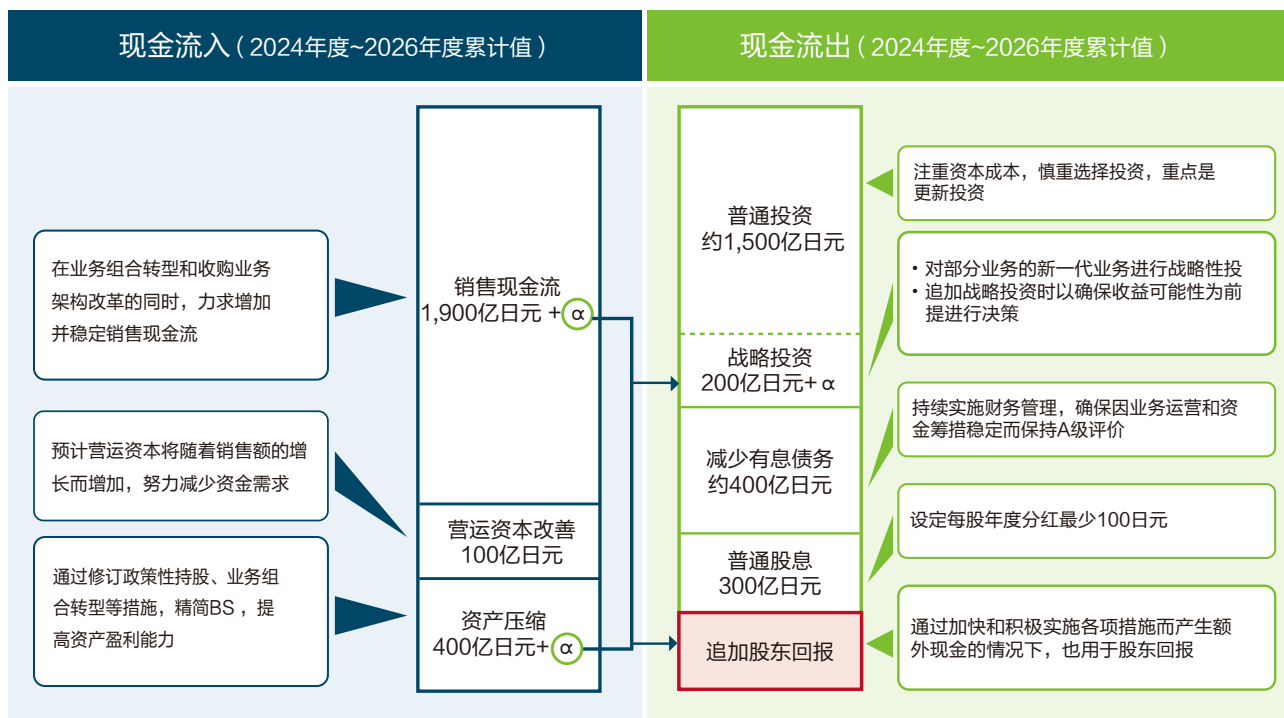 现金流入（2024年度~2026年度累计值）
在业务组合转型和收购业务
架构改革的同时，力求增加
并稳定销售现金流
预计营运资本将随着销售额的增
长而增加，努力减少资金需求
通过修订政策性持股、业务组
合转型等措施，精简BS ，提
高资产盈利能力
销售现金流
1,900亿日元 + α
营运资本改善
100亿日元
资产压缩
400亿日元+ α
现金流出（2024年度~2026年度累计值）
普通投资
约1,500亿日元
战略投资
200亿日元+ α
减少有息债务
约400亿日元
普通股息
300亿日元
追加股东回报
注重资本成本，慎重选择投资，重点是
更新投资
・对部分业务的新一代业务进行战略性投
・追加战略投资时以确保收益可能性为前
提进行决策
持续实施财务管理，确保因业务运营和资
金筹措稳定而保持A级评价
设定每股年度分红最少100日元
通过加快和积极实施各项措施而产生额
外现金的情况下，也用于股东回报